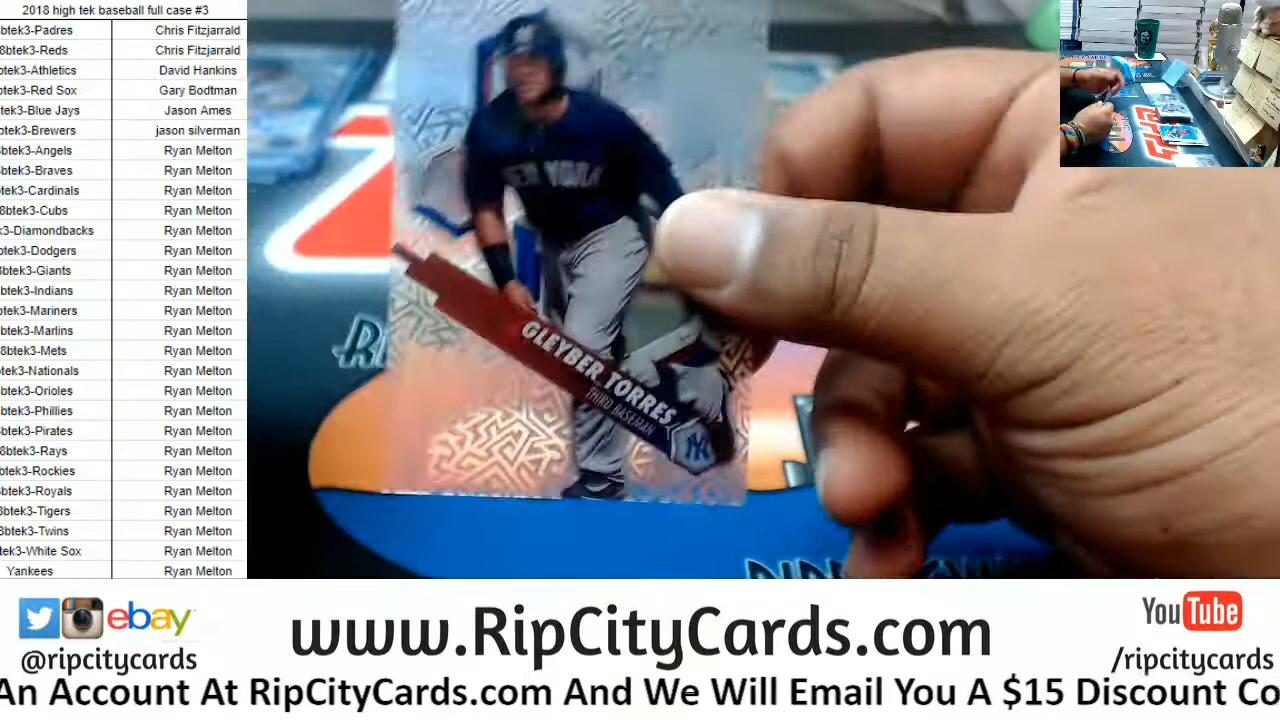 2018 high tek baseball full case #3
btek3-Padres Chris Fitzjarrald
8btek3-Reds Chris Fitzjarrald
btek3-Athletics David Hankins
btek3-Red Sox Gary Bodtman
tek3-Blue Jays Jason Ames
btek3-Brewers jason silverman
btek3-Angels Ryan Melton
btek3-Braves Ryan Melton
tek3-Cardinals Ryan Melton
8btek3-Cubs Ryan Melton
k3-Diamondbacks Ryan Melton
btek3-Dodgers Ryan Melton
btek3-Giants Ryan Melton
btek3-Indians Ryan Melton
tek3-Mariners Ryan Melton
btek3-Marlins Ryan Melton
8btek3-Mets Ryan Melton
tek3-Nationals Ryan Melton
btek3-Orioles Ryan Melton
btek3-Phillies Ryan Melton
btek3-Pirates Ryan Melton
8btek3-Rays Ryan Melton
btek3-Rockies Ryan Melton
btek3-Royals Ryan Melton
8btek3-Tigers Ryan Melton
8btek3-Twins Ryan Melton
tek3-White Sox Ryan Melton
Yankees Ryan Melton
NEW YORK
GLEYBER TORRES
THIRD BASEMAN
NY
ebay
@ripcitycards
www.RipCityCards.com
YouTube
/ripcitycards
An Account At RipCityCards.com And We Will Email You A $15 Discount Co